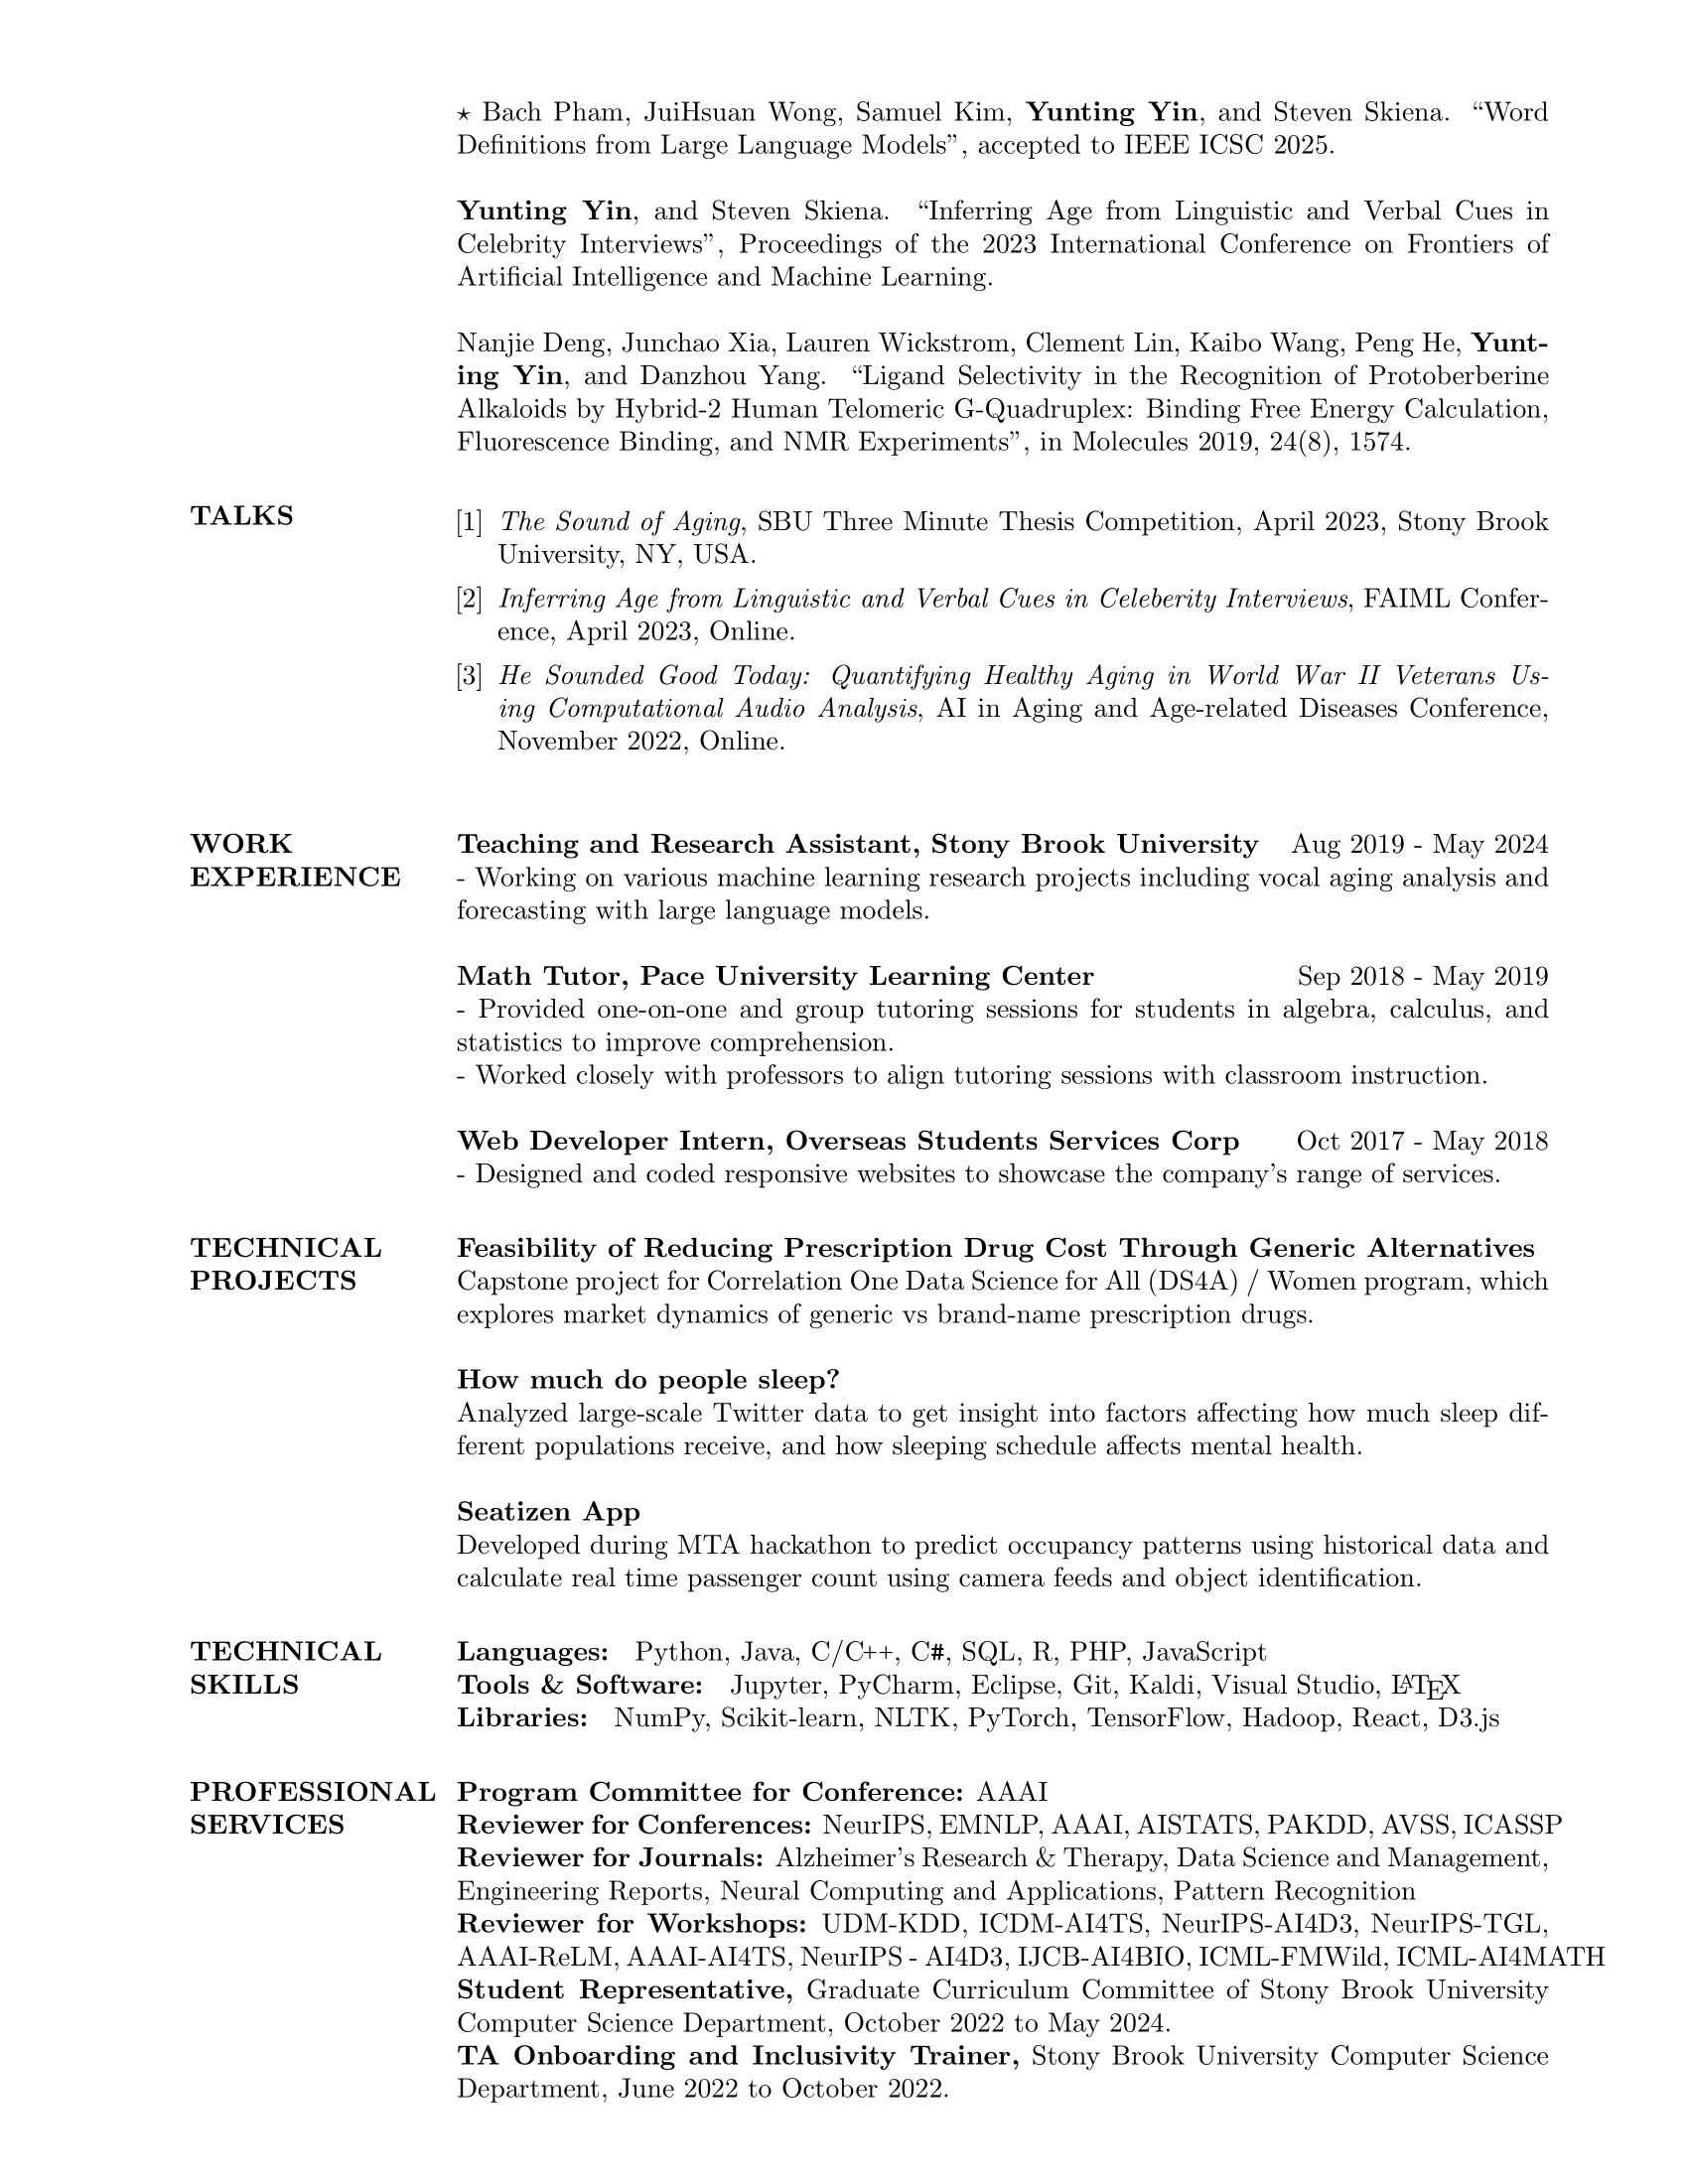 ⋆ Bach Pham, JuiHsuan Wong, Samuel Kim, Yunting Yin, and Steven Skiena. “Word
Definitions from Large Language Models”, accepted to IEEE ICSC 2025.
Yunting Yin, and Steven Skiena. “Inferring Age from Linguistic and Verbal Cues in
Celebrity Interviews”, Proceedings of the 2023 International Conference on Frontiers of
Artificial Intelligence and Machine Learning.
Nanjie Deng, Junchao Xia, Lauren Wickstrom, Clement Lin, Kaibo Wang, Peng He, Yunt-
ing Yin, and Danzhou Yang. “Ligand Selectivity in the Recognition of Protoberberine
Alkaloids by Hybrid-2 Human Telomeric G-Quadruplex: Binding Free Energy Calculation,
Fluorescence Binding, and NMR Experiments”, in Molecules 2019, 24(8), 1574.
TALKS
[1] The Sound of Aging, SBU Three Minute Thesis Competition, April 2023, Stony Brook
University, NY, USA.
[2] Inferring Age from Linguistic and Verbal Cues in Celeberity Interviews, FAIML Confer-
ence, April 2023, Online.
[3] He Sounded Good Today: Quantifying Healthy Aging in World War II Veterans Us-
ing Computational Audio Analysis, AI in Aging and Age-related Diseases Conference,
November 2022, Online.
WORK
EXPERIENCE
Teaching and Research Assistant, Stony Brook University Aug 2019 - May 2024
- Working on various machine learning research projects including vocal aging analysis and
forecasting with large language models.
Math Tutor, Pace University Learning Center Sep 2018 - May 2019
- Provided one-on-one and group tutoring sessions for students in algebra, calculus, and
statistics to improve comprehension.
- Worked closely with professors to align tutoring sessions with classroom instruction.
Web Developer Intern, Overseas Students Services Corp Oct 2017 - May 2018
- Designed and coded responsive websites to showcase the company’s range of services.
TECHNICAL
PROJECTS
Feasibility of Reducing Prescription Drug Cost Through Generic Alternatives
Capstone project for Correlation One Data Science for All (DS4A) / Women program, which
explores market dynamics of generic vs brand-name prescription drugs.
How much do people sleep?
Analyzed large-scale Twitter data to get insight into factors affecting how much sleep dif-
ferent populations receive, and how sleeping schedule affects mental health.
Seatizen App
Developed during MTA hackathon to predict occupancy patterns using historical data and
calculate real time passenger count using camera feeds and object identification.
TECHNICAL
SKILLS
Languages: Python, Java, C/C++, C#, SQL, R, PHP, JavaScript
Tools & Software: Jupyter, PyCharm, Eclipse, Git, Kaldi, Visual Studio, LATEX
Libraries: NumPy, Scikit-learn, NLTK, PyTorch, TensorFlow, Hadoop, React, D3.js
PROFESSIONAL
SERVICES
Program Committee for Conference: AAAI
Reviewer for Conferences: NeurIPS, EMNLP, AAAI, AISTATS, PAKDD, AVSS, ICASSP
Reviewer for Journals: Alzheimer’s Research & Therapy, Data Science and Management,
Engineering Reports, Neural Computing and Applications, Pattern Recognition
Reviewer for Workshops: UDM-KDD, ICDM-AI4TS, NeurIPS-AI4D3, NeurIPS-TGL,
AAAI-ReLM, AAAI-AI4TS, NeurIPS - AI4D3, IJCB-AI4BIO, ICML-FMWild, ICML-AI4MATH
Student Representative, Graduate Curriculum Committee of Stony Brook University
Computer Science Department, October 2022 to May 2024.
TA Onboarding and Inclusivity Trainer, Stony Brook University Computer Science
Department, June 2022 to October 2022.